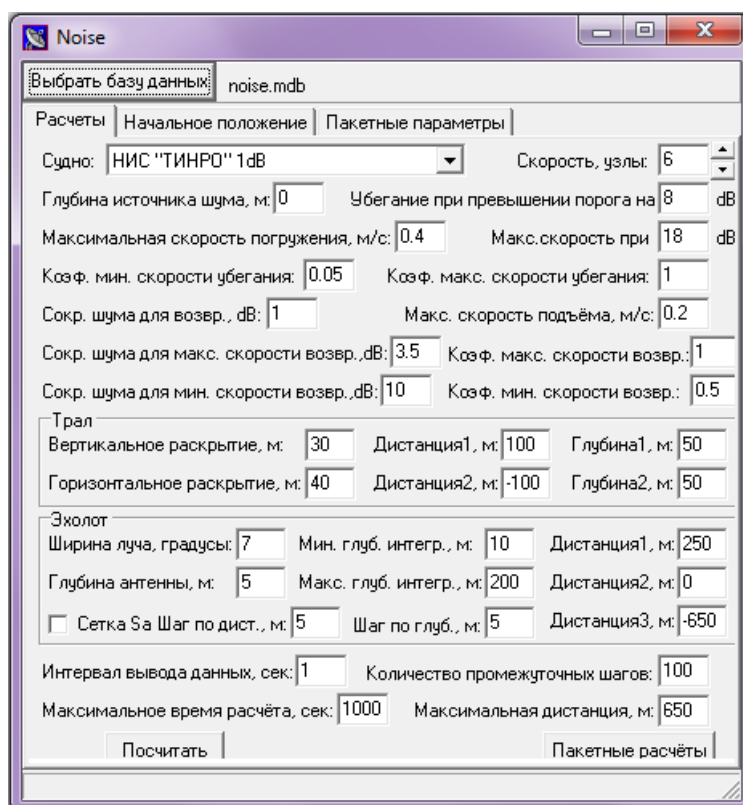 Noise
Выбрать базу данных noise.mdb
Расчеты Начальное положение Пакетные параметры
Судно: НИС "ТИНРО" 1dB Скорость, узлы: 6
Глубина источника шума, м: 0 Убегание при превышении порога на 8 dB
Максимальная скорость погружения, м/с: 0.4 Макс.скорость при 18 dB
Коэф. мин. скорости убегания: 0.05 Коэф. макс. скорости убегания: 1
Сокр. шума для возвр., dB: 1 Макс. скорость подъёма, м/с: 0.2
Сокр. шума для макс. скорости возвр.,dB: 3.5 Коэф. макс. скорости возвр.: 1
Сокр. шума для мин. скорости возвр.,dB: 10 Коэф. мин. скорости возвр.: 0.5
Трал
Вертикальное раскрытие, м: 30 Дистанция1, м: 100 Глубина1, м: 50
Горизонтальное раскрытие, м: 40 Дистанция2, м: -100 Глубина2, м: 50
Эхолот
Ширина луча, градусы: 7 Мин. глуб. интегр., м: 10 Дистанция1, м: 250
Глубина антенны, м: 5 Макс. глуб. интегр., м: 200 Дистанция2, м: 0
Сетка Sa Шаг по дист., м: 5 Шаг по глуб., м: 5 Дистанция3, м: -650
Интервал вывода данных, сек: 1 Количество промежуточных шагов: 100
Максимальное время расчёта, сек: 1000 Максимальная дистанция, м: 650
Посчитать Пакетные расчёты